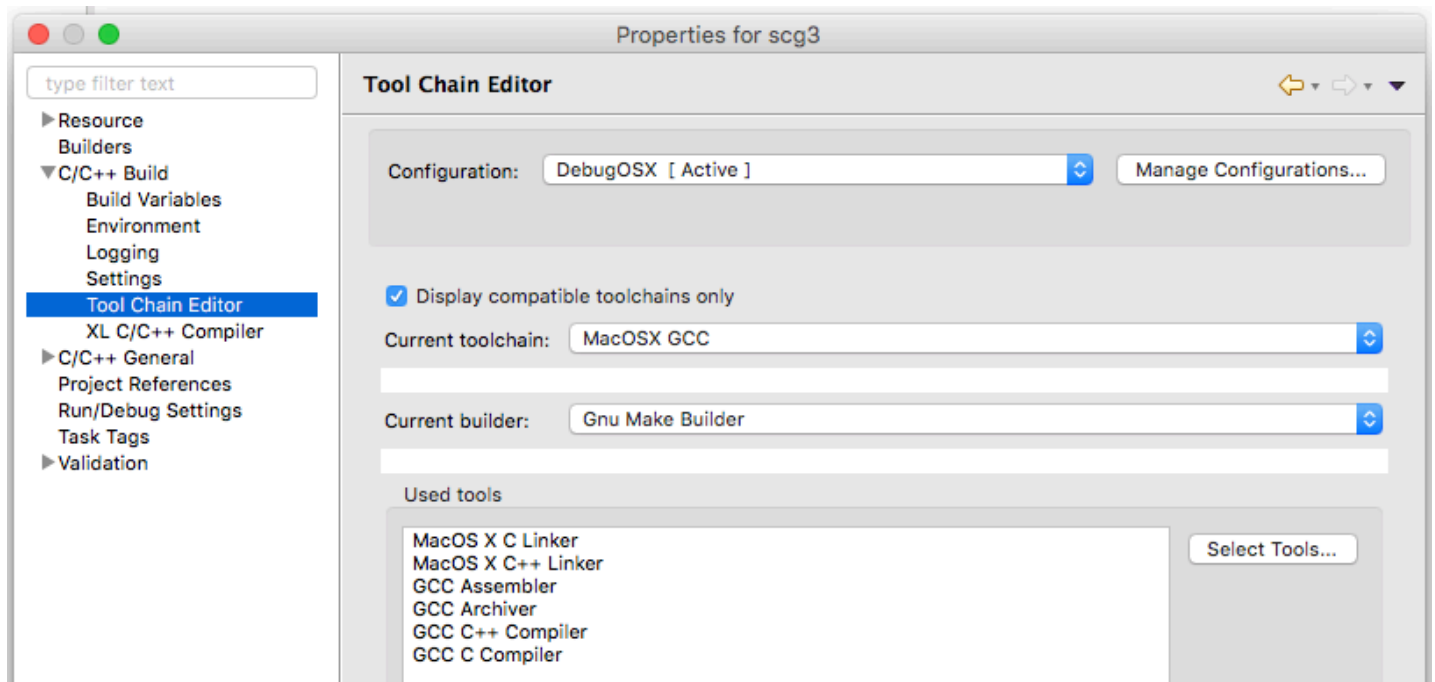 Properties for scg3
type filter text
Resource
Builders
C/C++ Build
Build Variables
Environment
Logging
Settings
Tool Chain Editor
XL C/C++ Compiler
C/C++ General
Project References
Run/Debug Settings
Task Tags
Validation
Tool Chain Editor
Configuration: DebugOSX [ Active ] Manage Configurations...
Display compatible toolchains only
Current toolchain: MacOSX GCC
Current builder: Gnu Make Builder
Used tools
MacOS X C Linker
MacOS X C++ Linker
GCC Assembler
GCC Archiver
GCC C++ Compiler
GCC C Compiler
Select Tools...